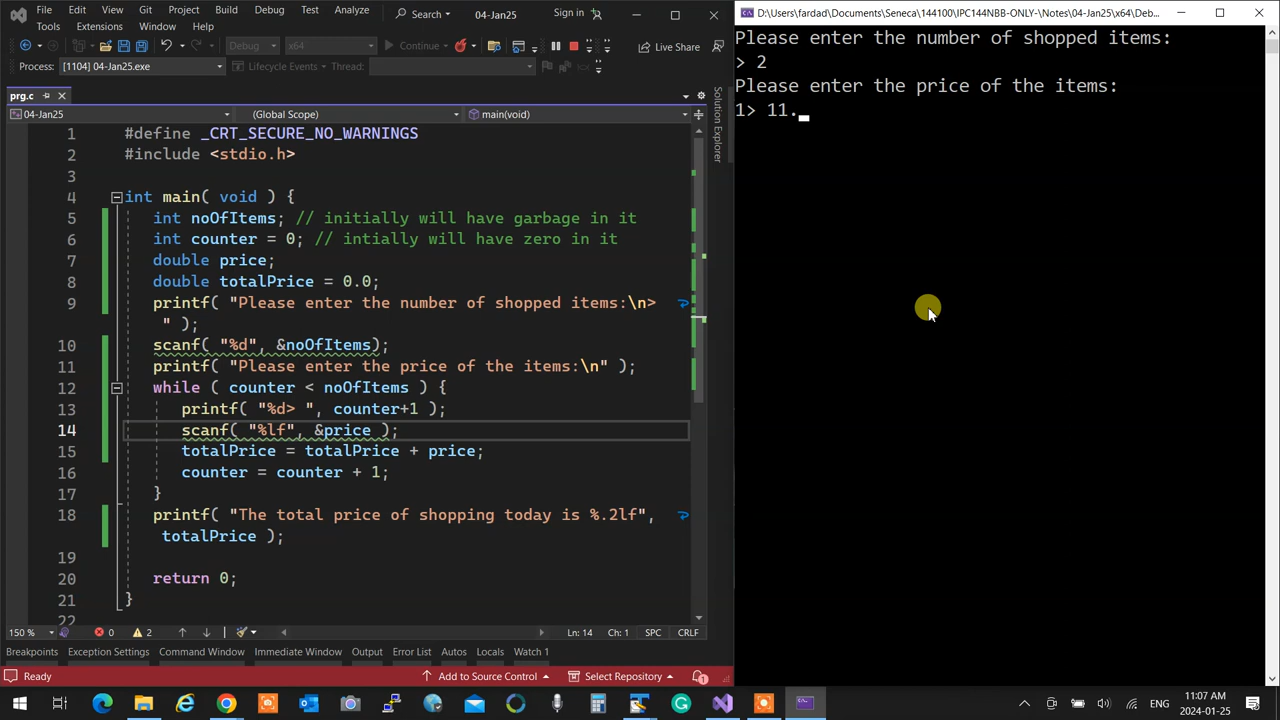 File Edit View Git Project Build Debug Test Analyze Search 04-Jan25 Sign in
Tools Extensions Window Help
Debug x64 Continue Live Share
Process: [1104] 04-Jan25.exe Lifecycle Events Thread:
prg.c
04-Jan25 (Global Scope) main(void)
1 #define _CRT_SECURE_NO_WARNINGS
2 #include <stdio.h>
3
4 int main( void ) {
5 int noOfItems; // initially will have garbage in it
6 int counter = 0; // intially will have zero in it
7 double price;
8 double totalPrice = 0.0;
9 printf( "Please enter the number of shopped items:\n>
" );
10 scanf( "%d", &noOfItems);
11 printf( "Please enter the price of the items:\n" );
12 while ( counter < noOfItems ) {
13 printf( "%d> ", counter+1 );
14 scanf( "%lf", &price );
15 totalPrice = totalPrice + price;
16 counter = counter + 1;
17 }
18 printf( "The total price of shopping today is %.2lf",
totalPrice );
19
20 return 0;
21 }
22
150 % 0 2 Ln: 14 Ch: 1 SPC CRLF
Breakpoints Exception Settings Command Window Immediate Window Output Error List Autos Locals Watch 1
Ready Add to Source Control Select Repository 1
Solution Explorer
D:\Users\fardad\Documents\Seneca\144100\IPC144NBB-ONLY-\Notes\04-Jan25\x64\Deb...
Please enter the number of shopped items:
> 2
Please enter the price of the items:
1> 11.
ENG 11:07 AM
2024-01-25